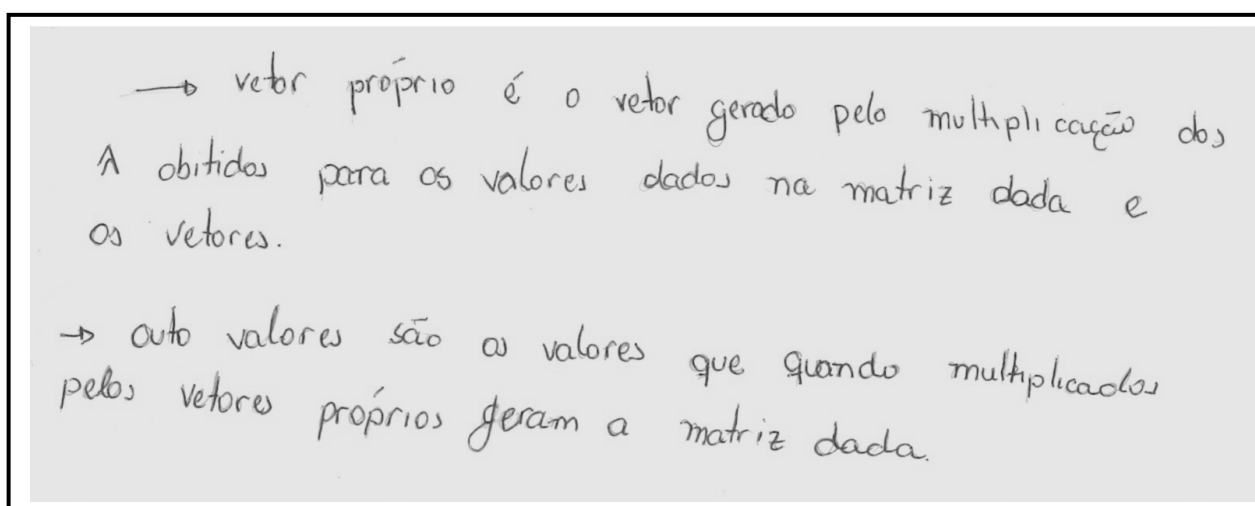 → vetor próprio é o vetor gerado pelo multiplicação dos
λ obitidos para os valores dados na matriz dada e
os vetores.
→ auto valores são os valores que quando multiplicados
pelos vetores próprios geram a matriz dada.